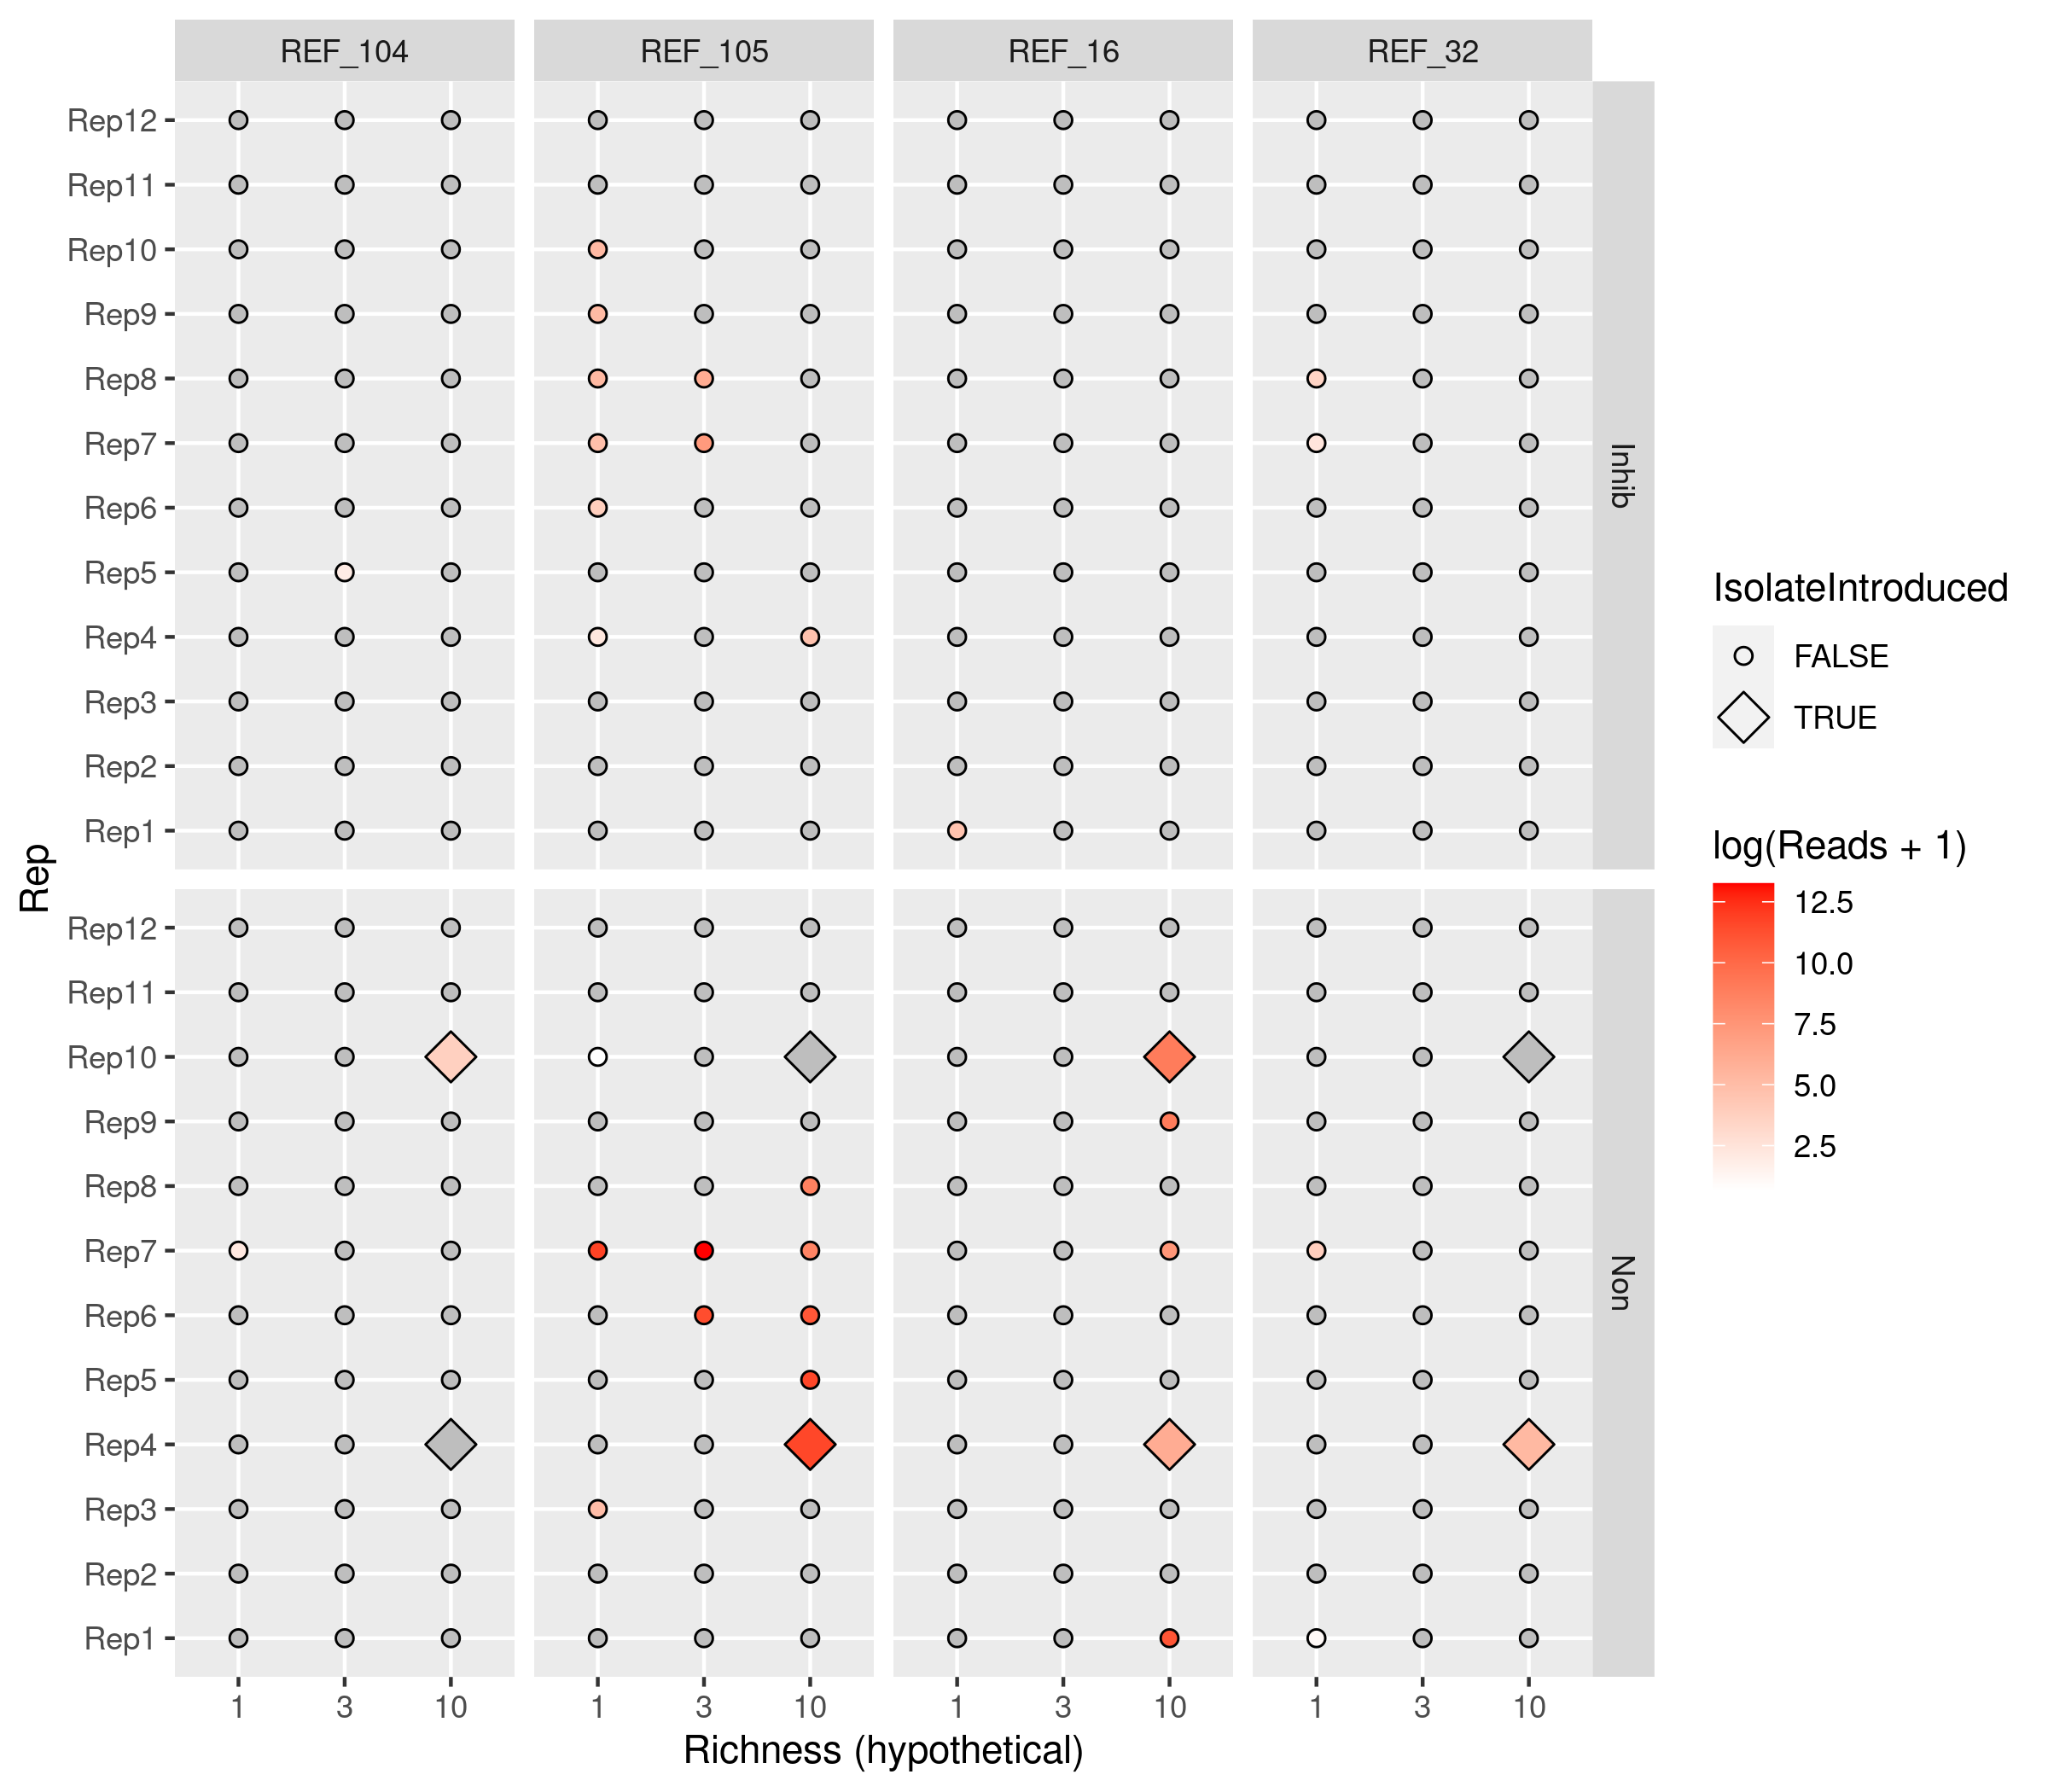 REF_104 REF_105 REF_16 REF_32
Rep12
Rep11
Rep10
Rep9
Rep8
Rep7
Rep6
Rep5
Rep4
Rep3
Rep2
Rep1
Inhib
Rep
Rep12
Rep11
Rep10
Rep9
Rep8
Rep7
Rep6
Rep5
Rep4
Rep3
Rep2
Rep1
Non
1 3 10 1 3 10 1 3 10 1 3 10
Richness (hypothetical)
IsolateIntroduced
FALSE
TRUE
log(Reads + 1)
12.5
10.0
7.5
5.0
2.5